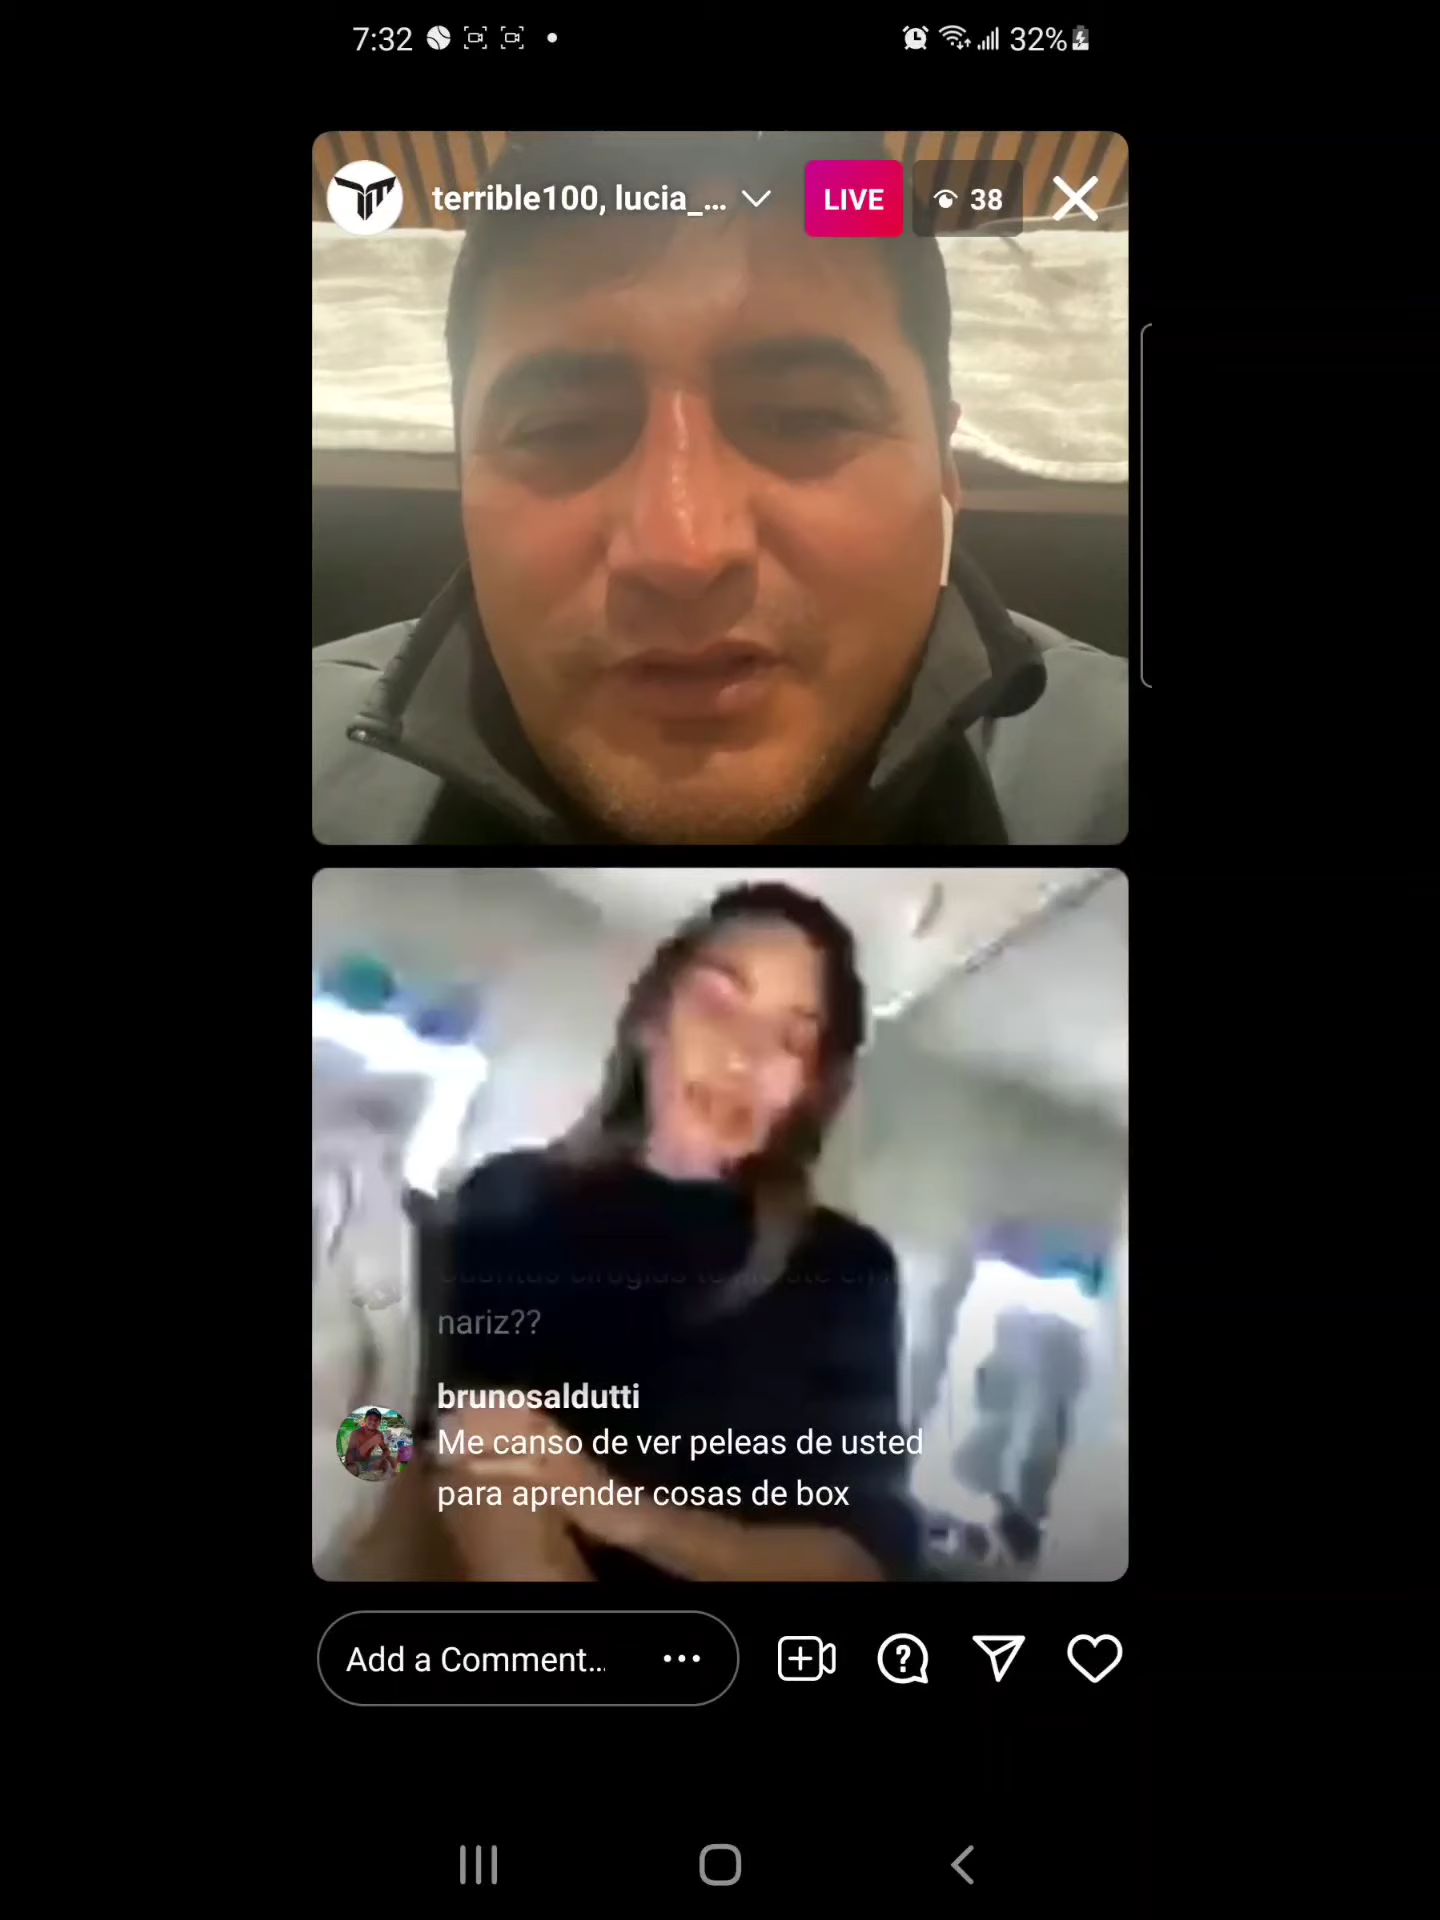 7:32
32%
terrible100, lucia_...
LIVE
38
nariz??
brunosaldutti
Me canso de ver peleas de usted
para aprender cosas de box
Add a Comment...